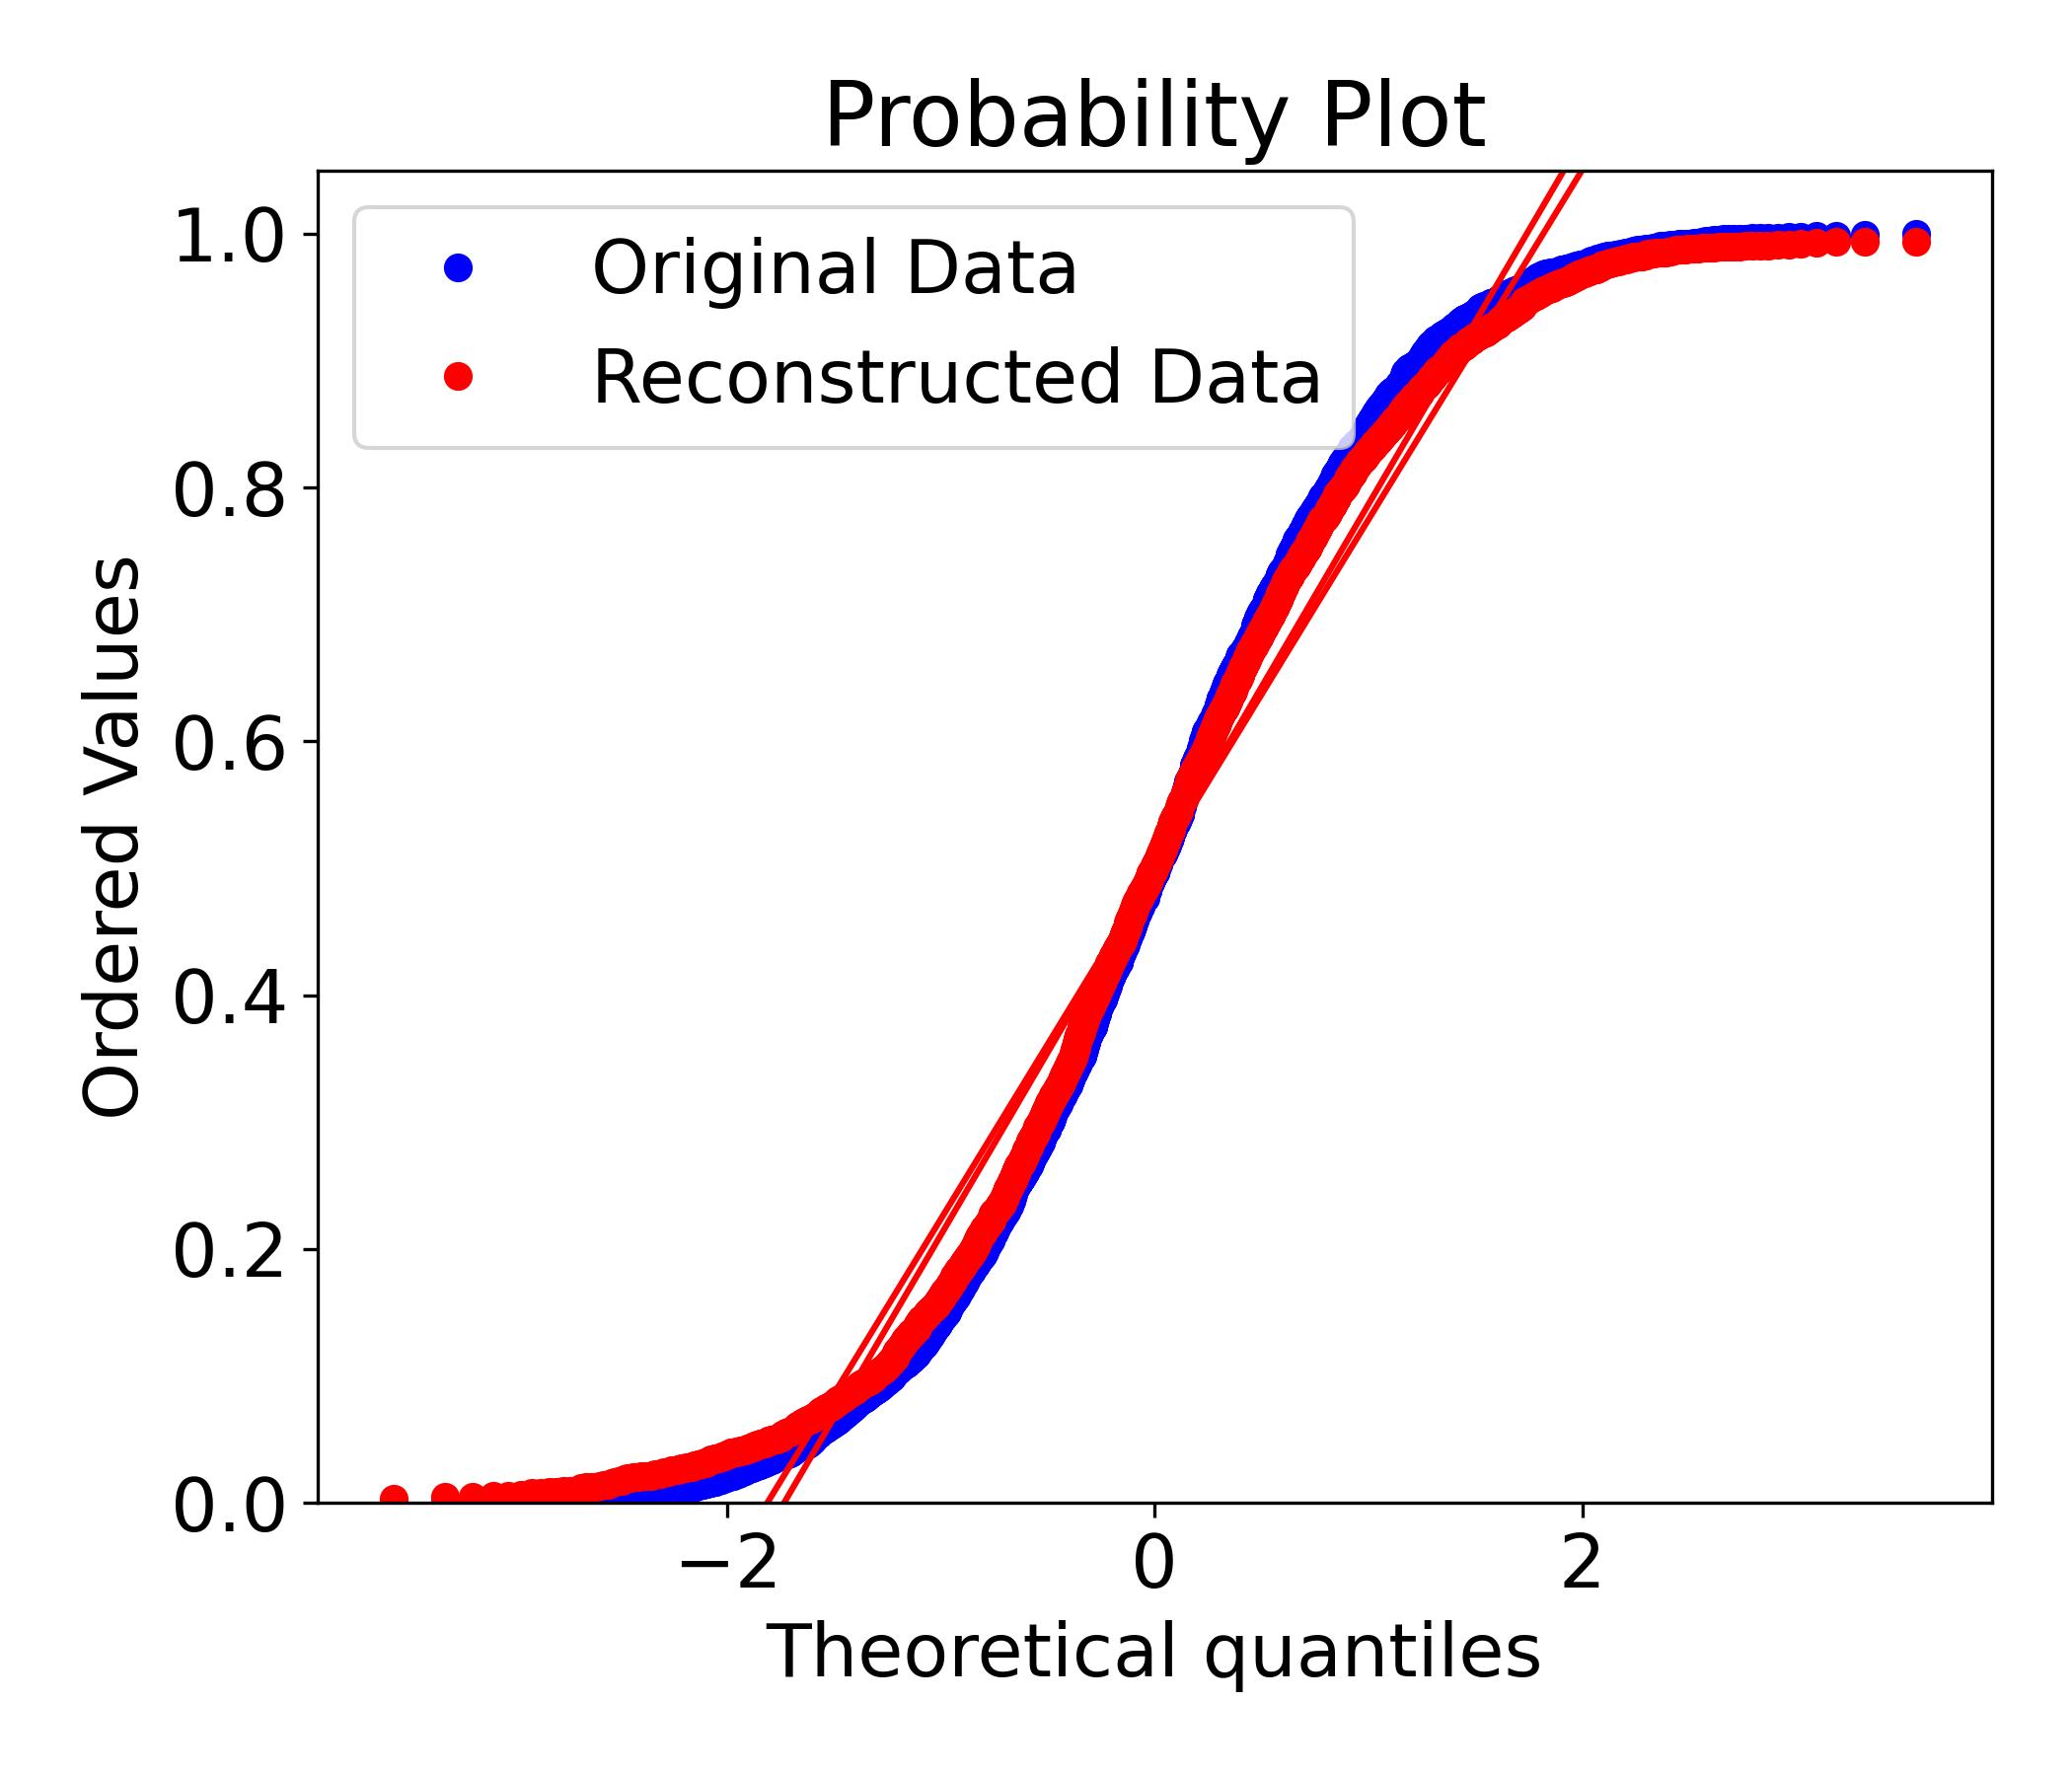 Probability Plot
Original Data
Reconstructed Data
1.0
0.8
0.6
0.4
0.2
0.0
Ordered Values
−2 0 2
Theoretical quantiles